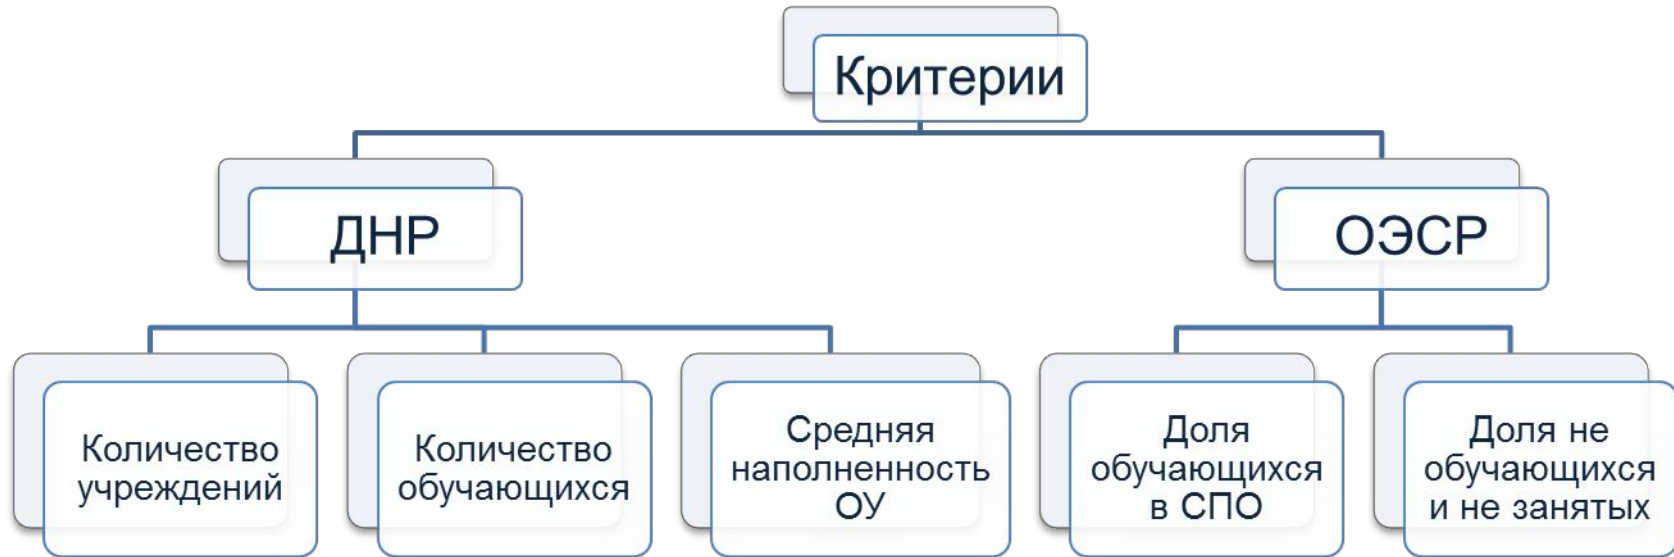 Критерии
ДНР
ОЭСР
Количество
учреждений
Количество
обучающихся
Средняя
наполненность
ОУ
Доля
обучающихся
в СПО
Доля не
обучающихся
и не занятых